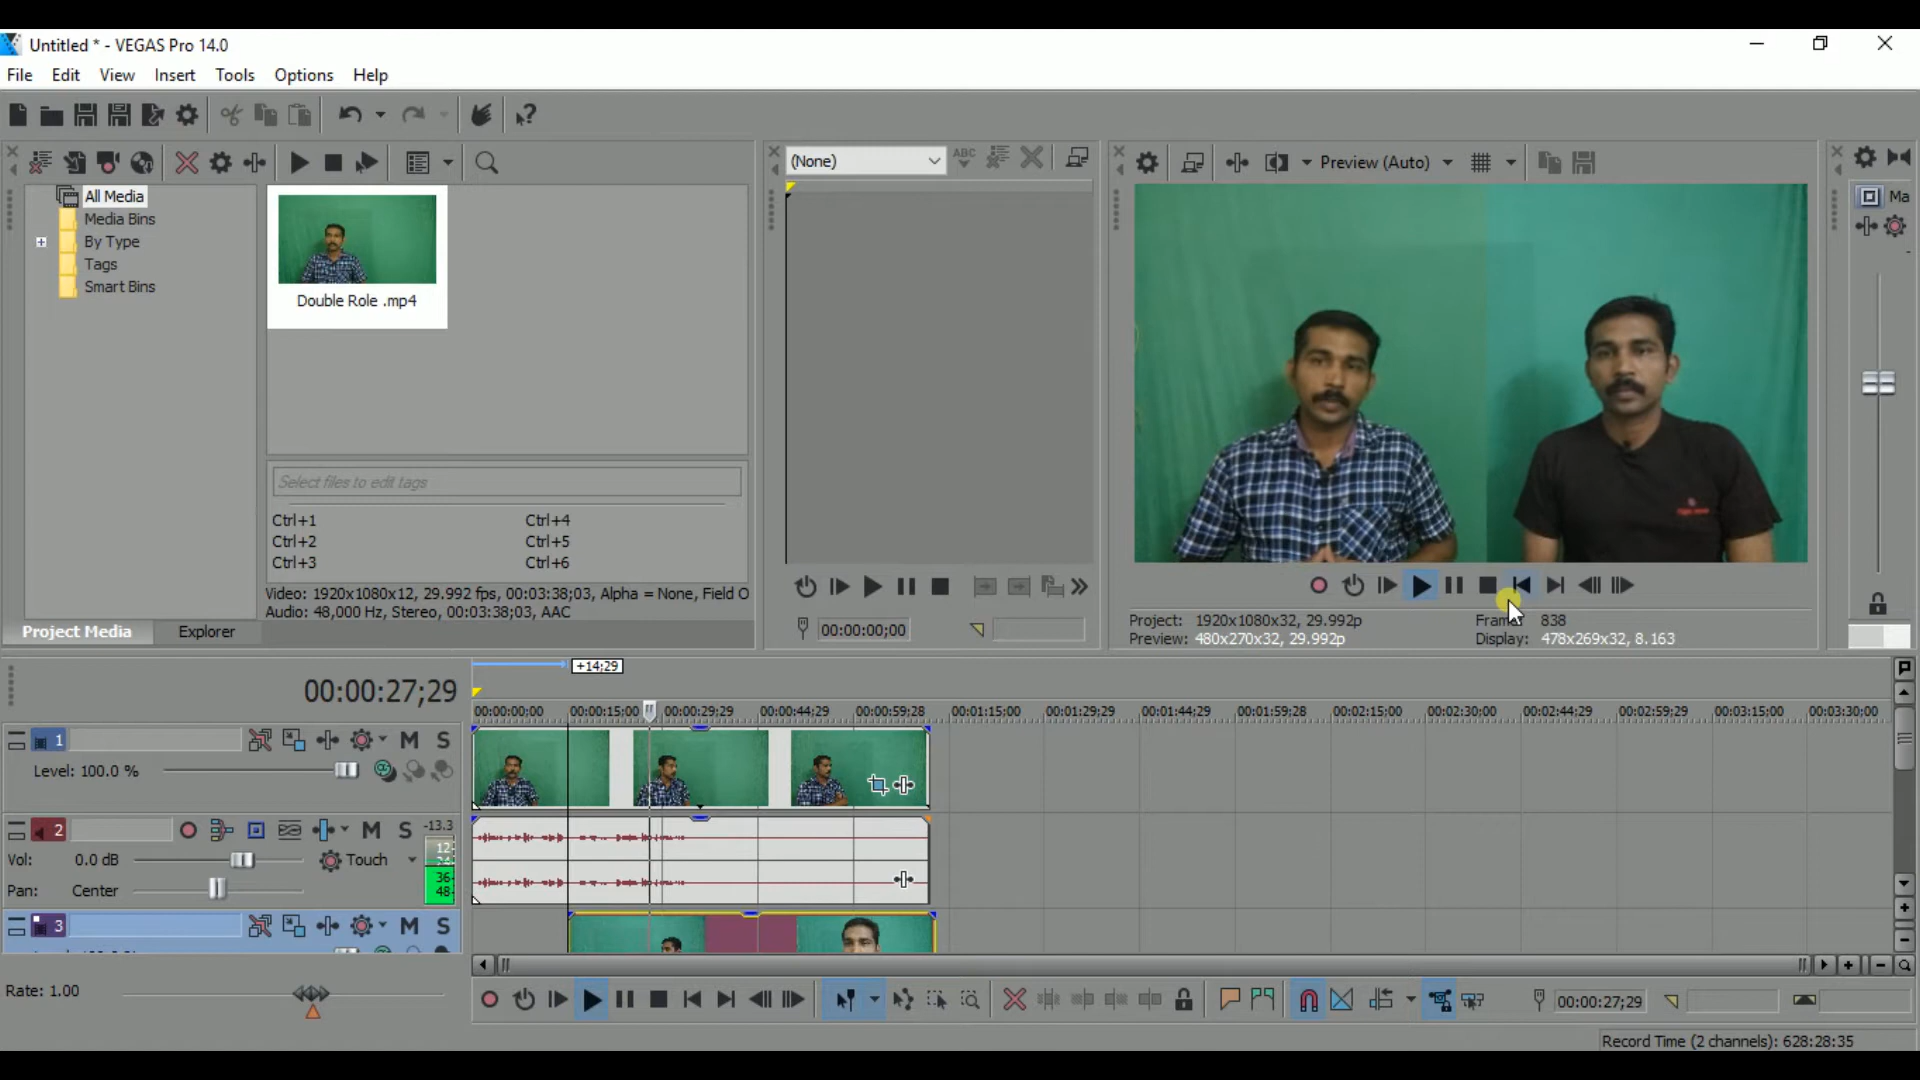 Untitled * - VEGAS Pro 14.0
File Edit View Insert Tools Options Help
(None)
ABC
Preview (Auto)
All Media
Media Bins
By Type
Tags
Smart Bins
Double Role .mp4
Ma
Select files to edit tags
Ctrl+1 Ctrl+4
Ctrl+2 Ctrl+5
Ctrl+3 Ctrl+6
Video: 1920x1080x12, 29.992 fps, 00:03:38;03, Alpha = None, Field O
Audio: 48,000 Hz, Stereo, 00:03:38;03, AAC
Project Media Explorer
00:00:00;00
Project: 1920x1080x32, 29.992p
Preview: 480x270x32, 29.992p
838
Display: 478x269x32, 8.163
+14;29
00:00:27;29
00:00:00;00 00:00:15;00 00:00:29;29 00:00:44;29 00:00:59;28 00:01:15;00 00:01:29;29 00:01:44;29 00:01:59;28 00:02:15;00 00:02:30;00 00:02:44;29 00:02:59;29 00:03:15;00 00:03:30;00
1 M S
Level: 100.0 %
2 M S -13.3
12
Vol: 0.0 dB Touch
36
48
Pan: Center
3 M S
Rate: 1.00
00:00:27;29
Record Time (2 channels): 628:28:35